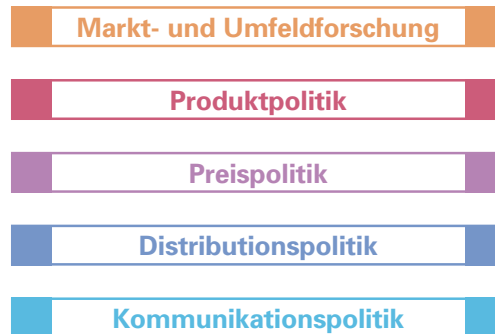 Markt- und Umfeldforschung
Produktpolitik
Preispolitik
Distributionspolitik
Kommunikationspolitik